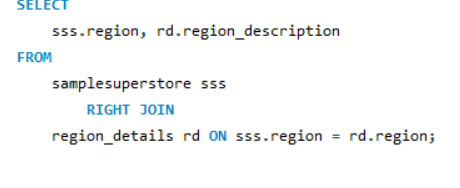 SELECT
sss.region, rd.region_description
FROM
samplesuperstore sss
RIGHT JOIN
region_details rd ON sss.region = rd.region;